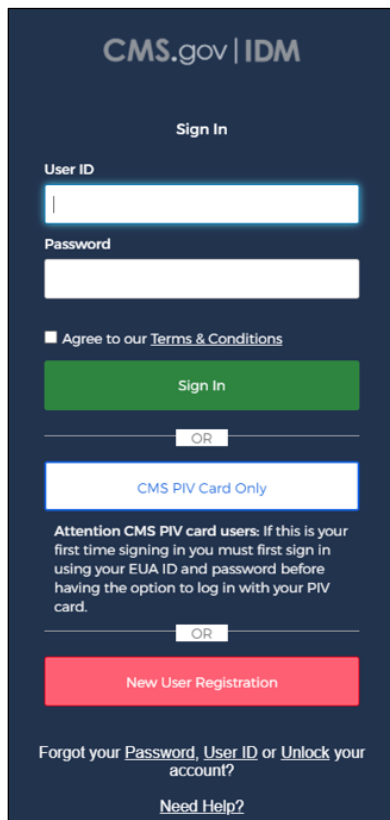 CMS.gov | IDM
Sign In
User ID
Password
Agree to our Terms & Conditions
Sign In
OR
CMS PIV Card Only
Attention CMS PIV card users: If this is your
first time signing in you must first sign in
using your EUA ID and password before
having the option to log in with your PIV
card.
OR
New User Registration
Forgot your Password, User ID or Unlock your
account?
Need Help?